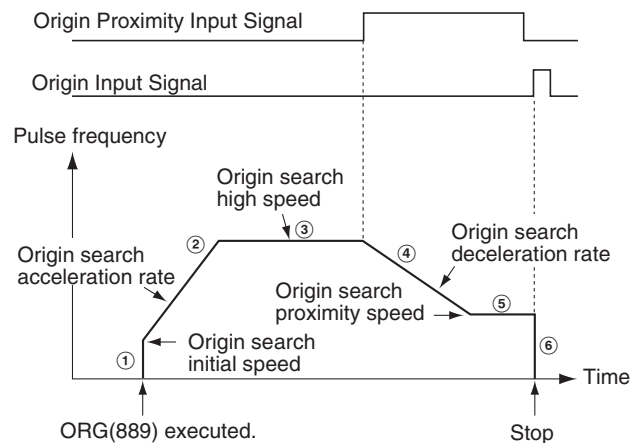 Origin Proximity Input Signal
Origin Input Signal
Pulse frequency
Origin search
high speed
② ③
Origin search
acceleration rate
④
Origin search
deceleration rate
Origin search
proximity speed
⑤
①
Origin search
initial speed
⑥
Time
ORG(889) executed.
Stop